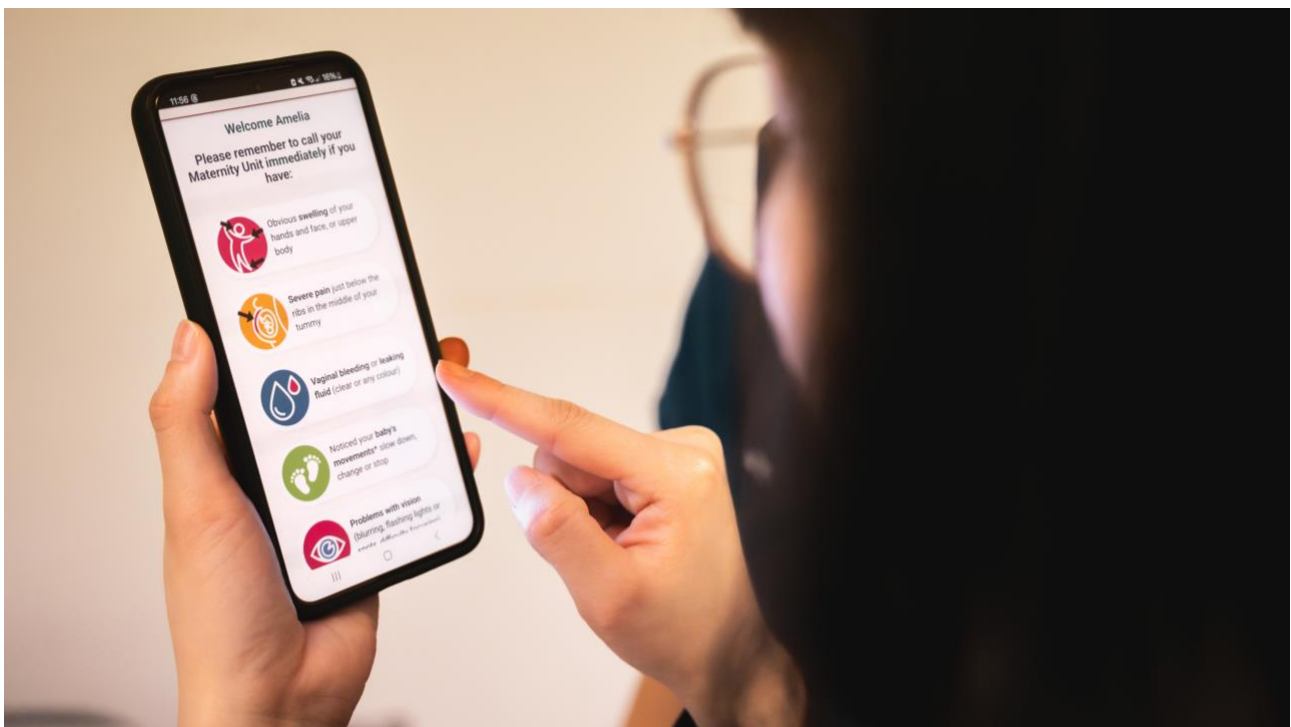 11:56
16%
Welcome Amelia
Please remember to call your
Maternity Unit immediately if you
have:
Obvious swelling of your
hands and face, or upper
body
Severe pain just below the
ribs in the middle of your
tummy
Vaginal bleeding or leaking
fluid (clear or any colour)
Noticed your baby's
movements* slow down,
change or stop
Problems with vision
(blurring, flashing lights or